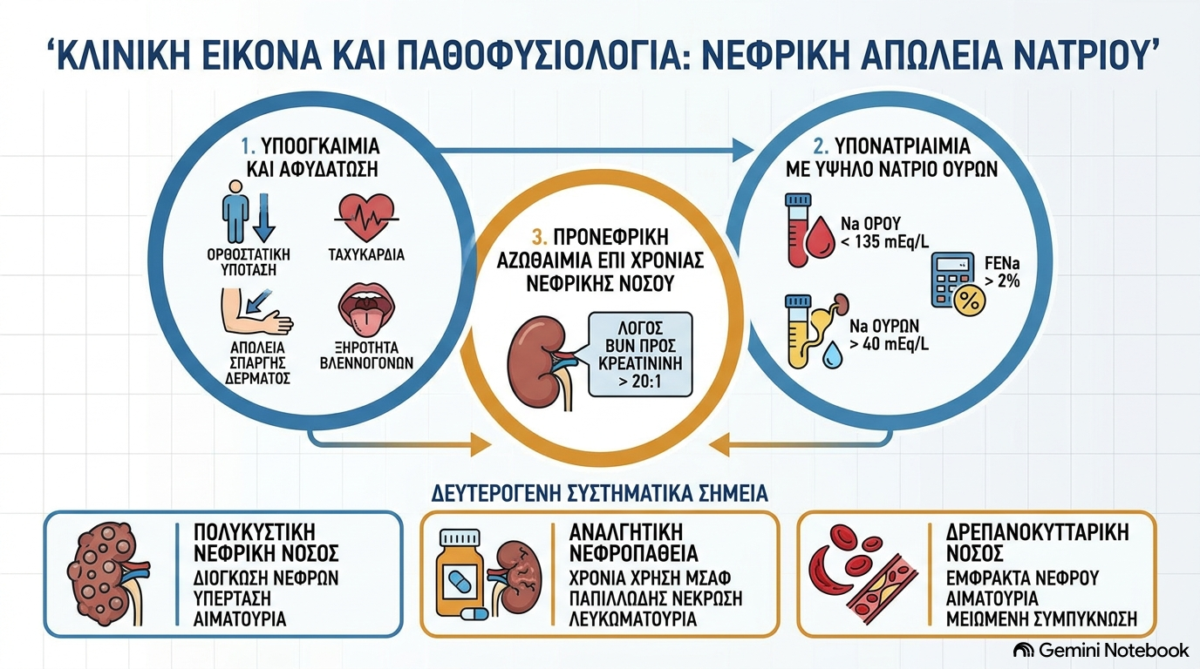 ‘ΚΛΙΝΙΚΗ ΕΙΚΟΝΑ ΚΑΙ ΠΑΘΟΦΥΣΙΟΛΟΓΙΑ: ΝΕΦΡΙΚΗ ΑΠΩΛΕΙΑ ΝΑΤΡΙΟΥ’
1. ΥΠΟΟΓΚΑΙΜΙΑ
ΚΑΙ ΑΦΥΔΑΤΩΣΗ
ΟΡΘΟΣΤΑΤΙΚΗ
ΥΠΟΤΑΣΗ
ΤΑΧΥΚΑΡΔΙΑ
ΑΠΩΛΕΙΑ
ΣΠΑΡΓΗΣ
ΔΕΡΜΑΤΟΣ
ΞΗΡΟΤΗΤΑ
ΒΛΕΝΝΟΓΟΝΩΝ
3. ΠΡΟΝΕΦΡΙΚΗ
ΑΖΩΘΑΙΜΙΑ ΕΠΙ ΧΡΟΝΙΑΣ
ΝΕΦΡΙΚΗΣ ΝΟΣΟΥ
ΛΟΓΟΣ
BUN ΠΡΟΣ
ΚΡΕΑΤΙΝΙΝΗ
> 20:1
2. ΥΠΟΝΑΤΡΙΑΙΜΙΑ
ΜΕ ΥΨΗΛΟ ΝΑΤΡΙΟ ΟΥΡΩΝ
Na ΟΡΟΥ
< 135 mEq/L
FENa
> 2%
%
Na ΟΥΡΩΝ
> 40 mEq/L
ΔΕΥΤΕΡΟΓΕΝΗ ΣΥΣΤΗΜΑΤΙΚΑ ΣΗΜΕΙΑ
ΠΟΛΥΚΥΣΤΙΚΗ
ΝΕΦΡΙΚΗ ΝΟΣΟΣ
ΔΙΟΓΚΩΣΗ ΝΕΦΡΩΝ
ΥΠΕΡΤΑΣΗ
ΑΙΜΑΤΟΥΡΙΑ
ΑΝΑΛΓΗΤΙΚΗ
ΝΕΦΡΟΠΑΘΕΙΑ
ΧΡΟΝΙΑ ΧΡΗΣΗ ΜΣΑΦ
ΠΑΠΙΛΛΩΔΗΣ ΝΕΚΡΩΣΗ
ΛΕΥΚΩΜΑΤΟΥΡΙΑ
ΔΡΕΠΑΝΟΚΥΤΤΑΡΙΚΗ
ΝΟΣΟΣ
ΕΜΦΡΑΚΤΑ ΝΕΦΡΟΥ
ΑΙΜΑΤΟΥΡΙΑ
ΜΕΙΩΜΕΝΗ ΣΥΜΠΥΚΝΩΣΗ
Gemini Notebook